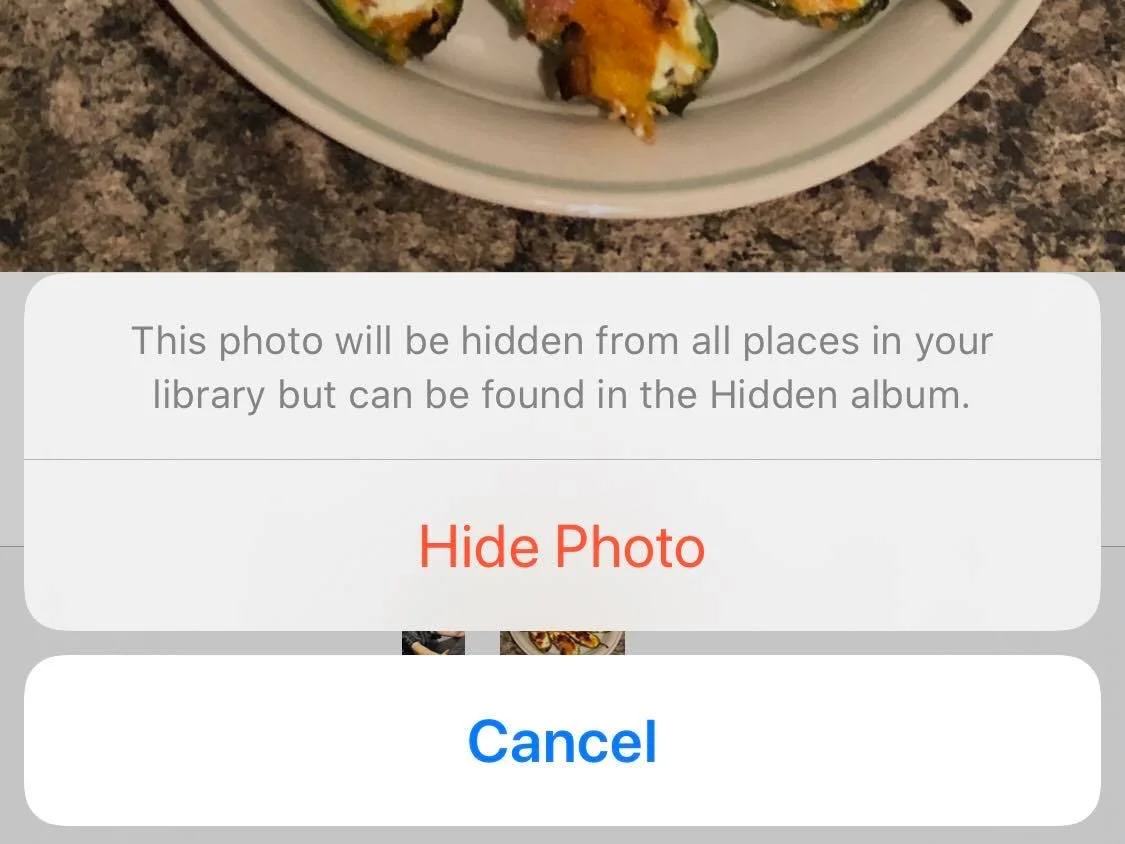 This photo will be hidden from all places in your
library but can be found in the Hidden album.
Hide Photo
Cancel